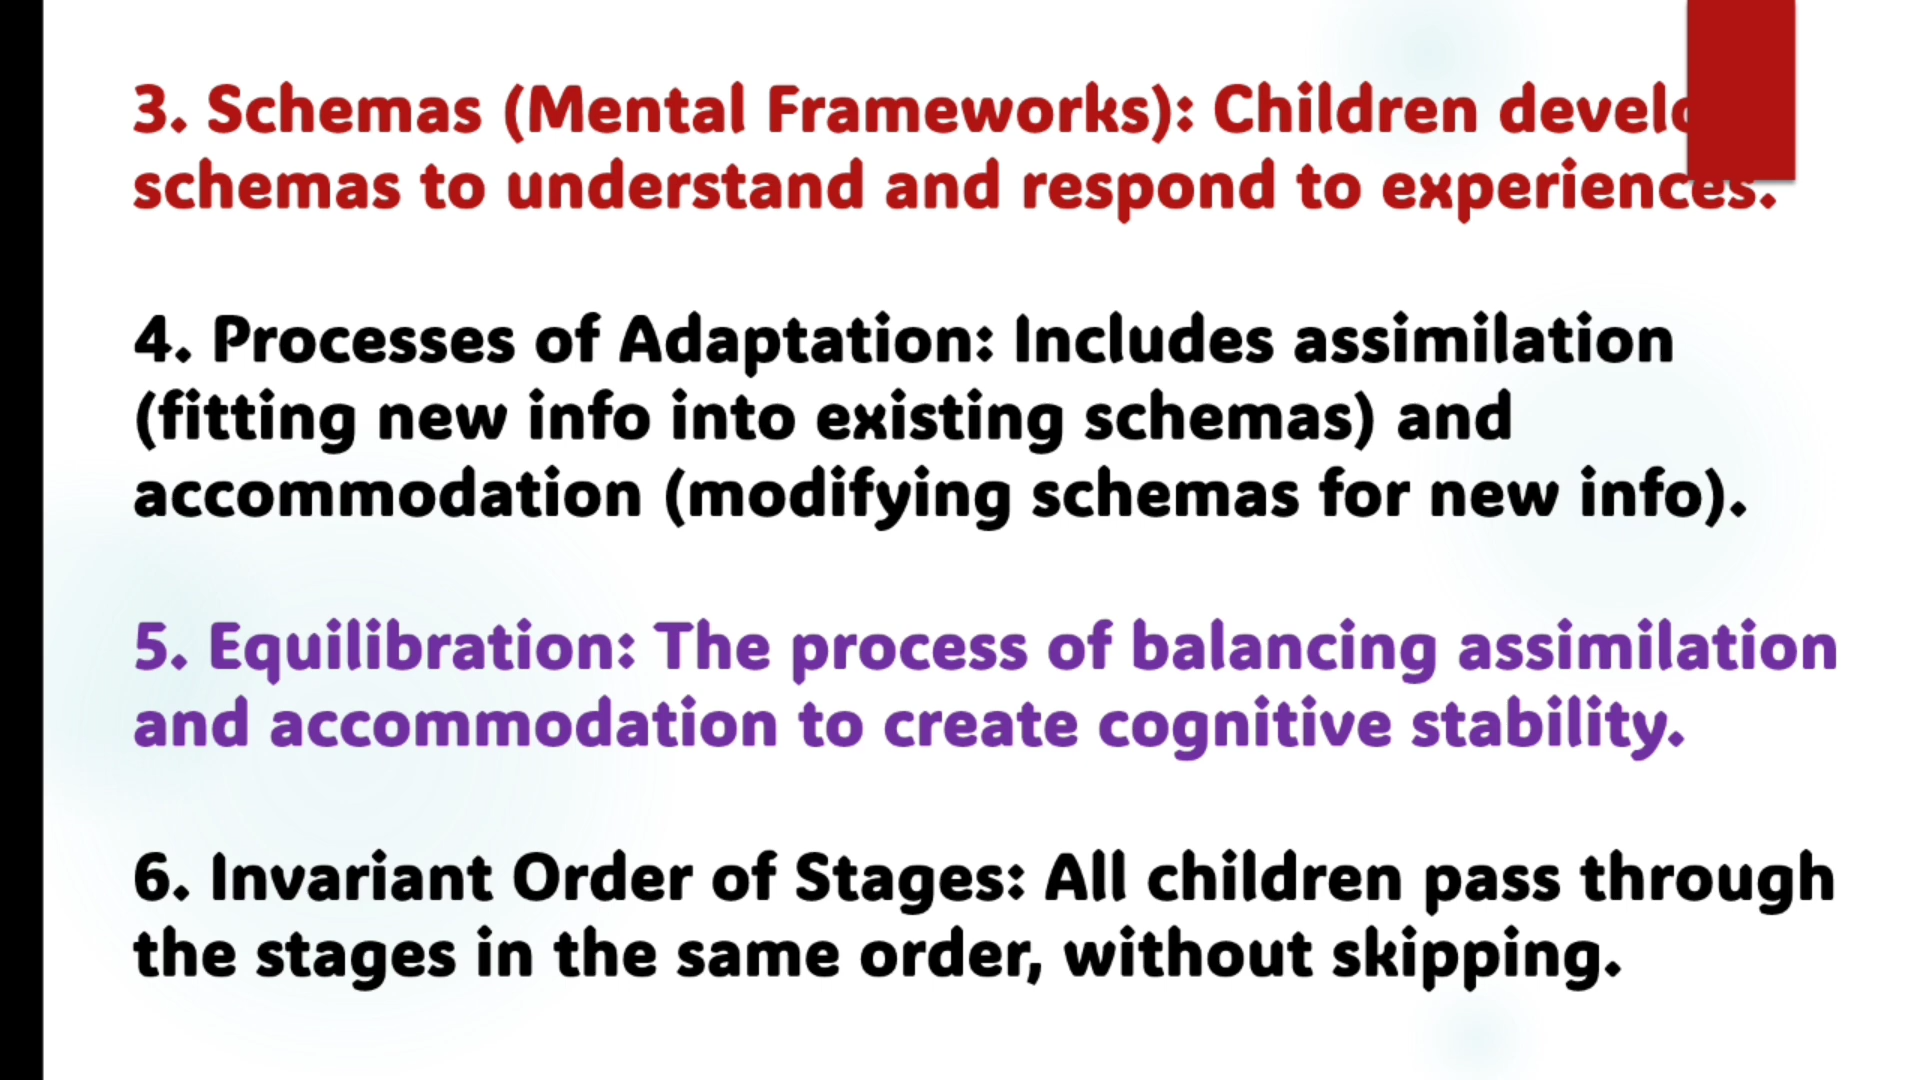 3. Schemas (Mental Frameworks): Children
schemas to understand and respond to experiences.
4. Processes of Adaptation: Includes assimilation
(fitting new info into existing schemas) and
accommodation (modifying schemas for new info).
5. Equilibration: The process of balancing assimilation
and accommodation to create cognitive stability.
6. Invariant Order of Stages: All children pass through
the stages in the same order, without skipping.